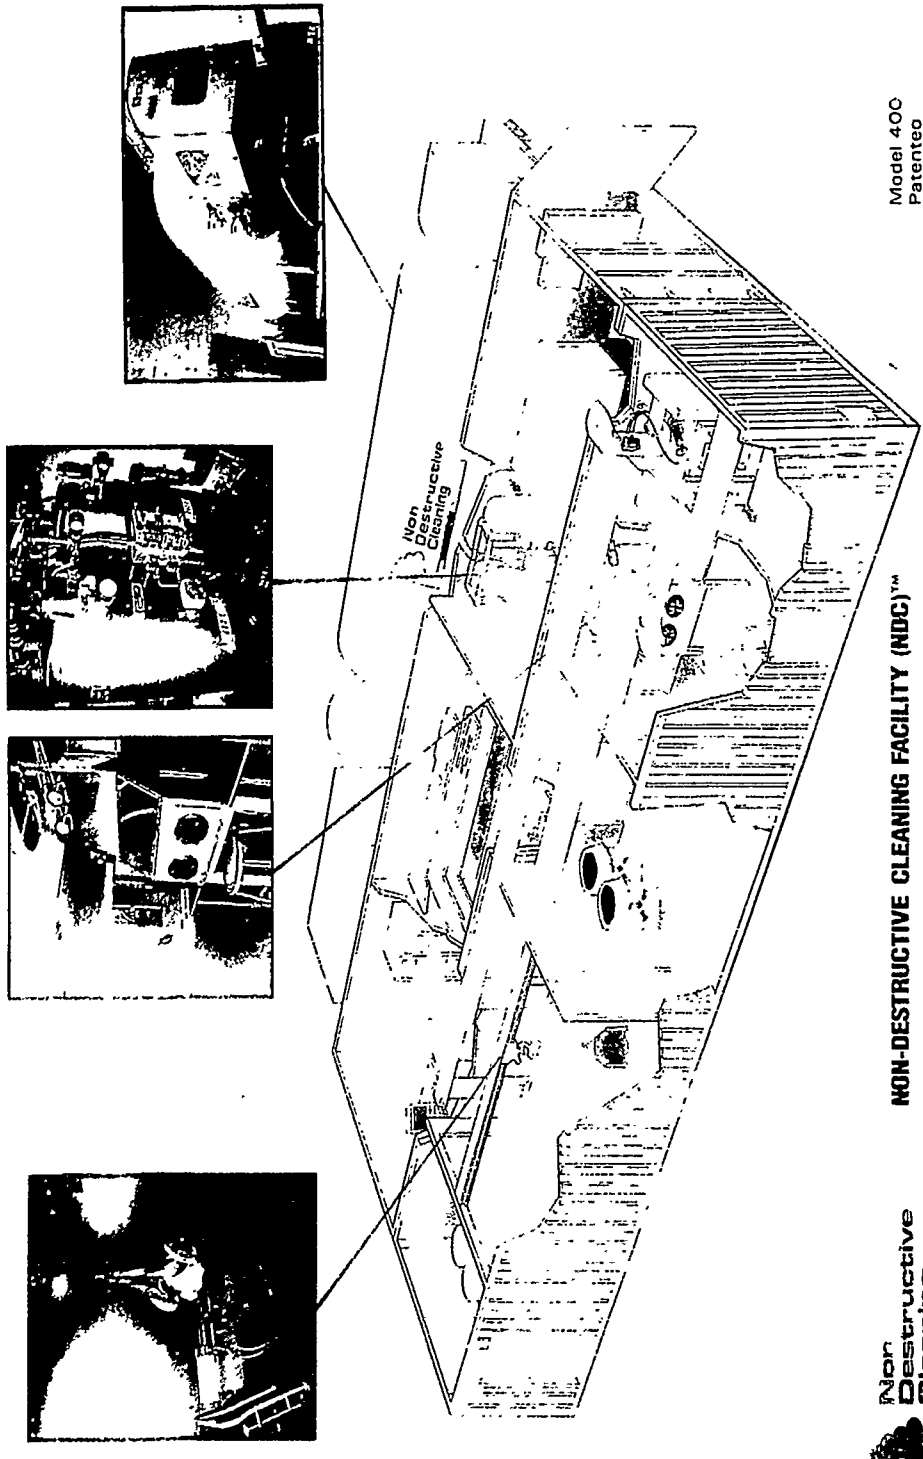 Non
Destructive
Cleaning
Model 400
Patented
NON-DESTRUCTIVE CLEANING FACILITY (NDC)™
Non
Destructive